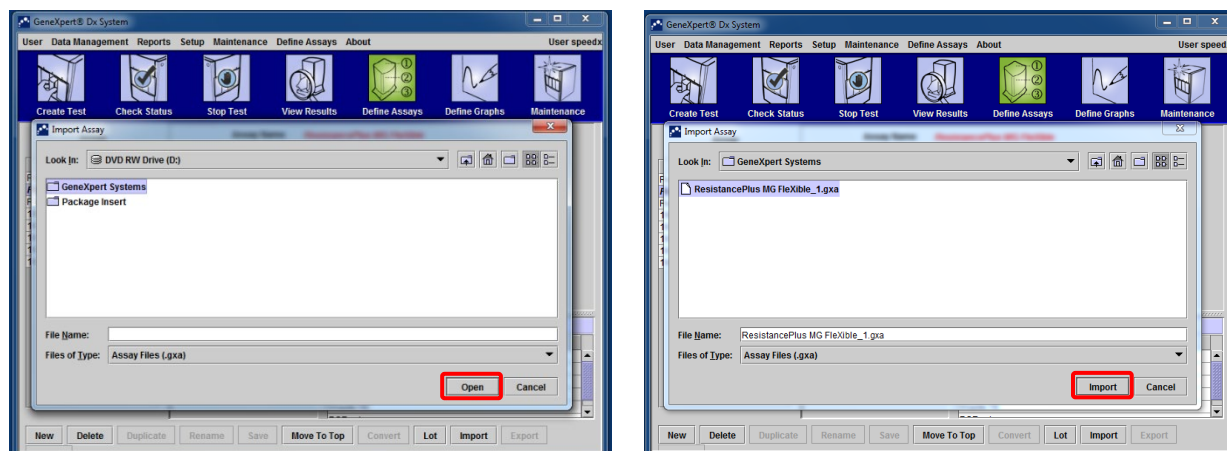 GeneXpert® Dx System
User Data Management Reports Setup Maintenance Define Assays About User speedx
Create Test Check Status Stop Test View Results Define Assays Define Graphs Maintenance
Import Assay
Look In: DVD RW Drive (D:)
GeneXpert Systems
Package Insert
File Name:
Files of Type: Assay Files (.gxa)
Open Cancel
New Delete Duplicate Rename Save Move To Top Convert Lot Import Export
GeneXpert® Dx System
User Data Management Reports Setup Maintenance Define Assays About User speed
Create Test Check Status Stop Test View Results Define Assays Define Graphs Maintenance
Import Assay
Look In: GeneXpert Systems
ResistancePlus MG FleXible_1.gxa
File Name: ResistancePlus MG FleXible_1.gxa
Files of Type: Assay Files (.gxa)
Import Cancel
New Delete Duplicate Rename Save Move To Top Convert Lot Import Export